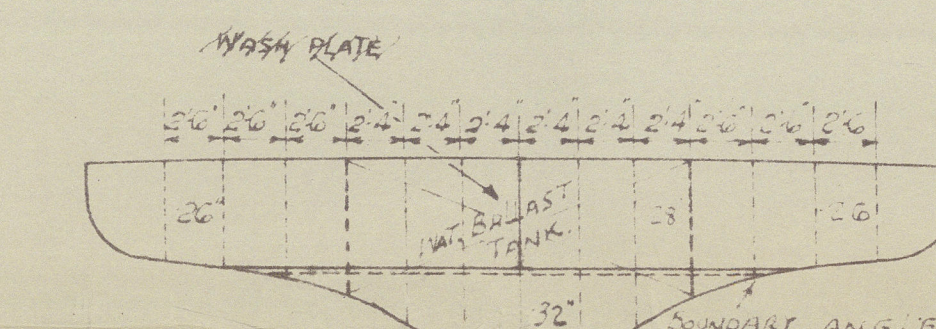 WASH PLATE
2'6" 2'6" 2'6" 2'4" 2'4" 2'4 2'4" 2'4" 2'4" 2'6" 2'6" 2'6
26" WAT. BALLAST TANK. 28" 26
32"
BOUNDARY ANGLE